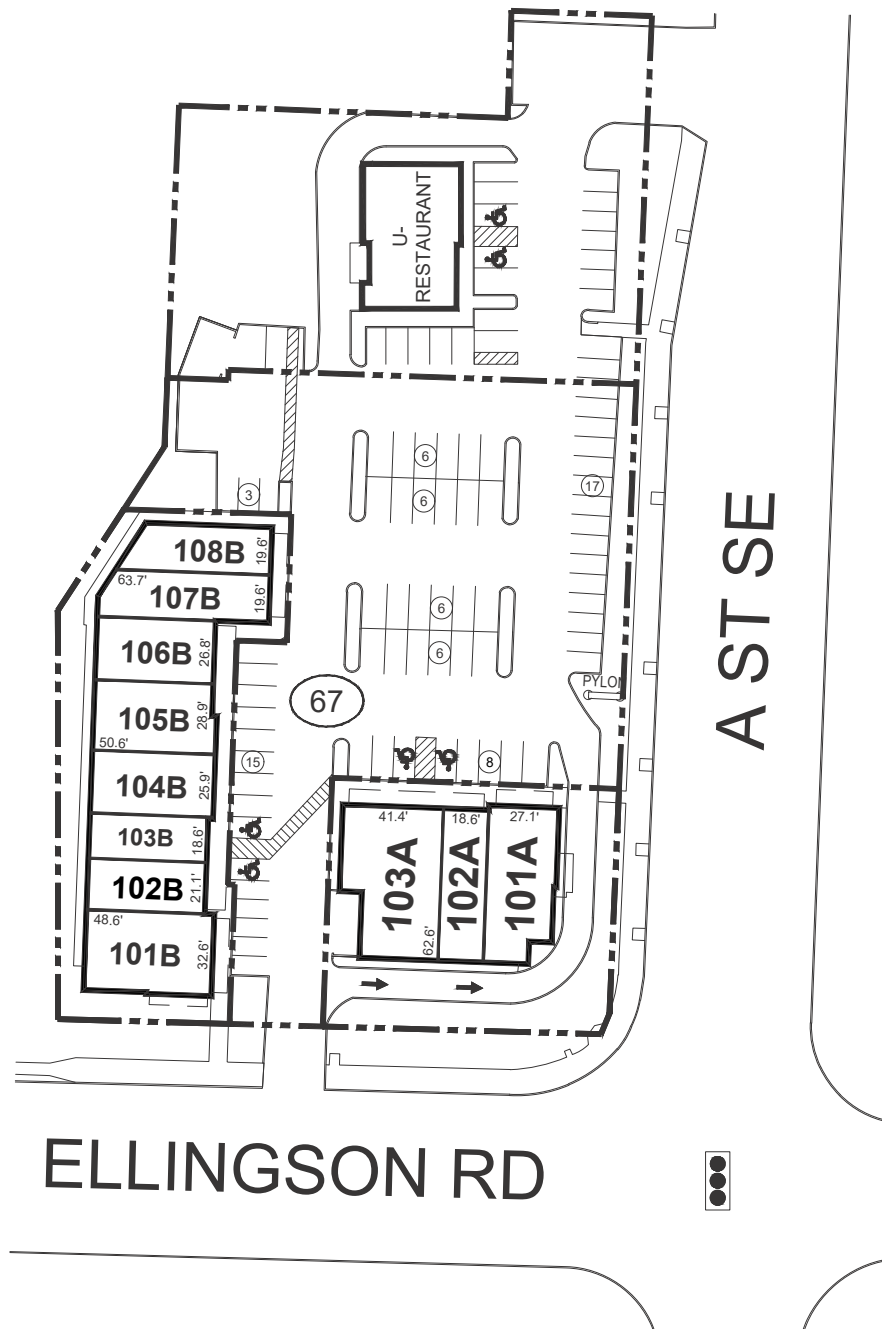 U-
RESTAURANT
6
6
17
3
108B
19.6'
63.7'
107B
19.6'
6
6
106B
26.8'
A ST SE
PYLON
67
105B
28.9'
50.6'
15
8
104B
25.9'
41.4'
18.6'
27.1'
103B
18.6'
103A
102A
101A
102B
21.1'
48.6'
62.6'
101B
32.6'
ELLINGSON RD